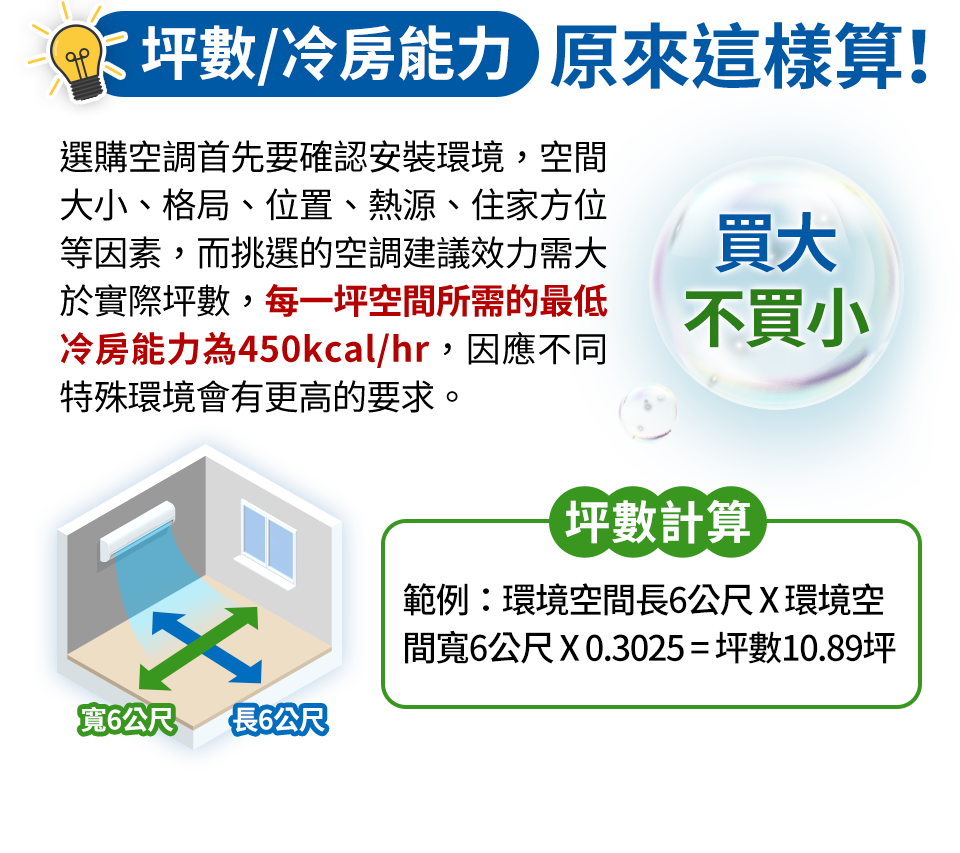 坪數/冷房能力 原來這樣算!
選購空調首先要確認安裝環境，空間
大小、格局、位置、熱源、住家方位
等因素，而挑選的空調建議效力需大
於實際坪數，每一坪空間所需的最低
冷房能力為450kcal/hr，因應不同
特殊環境會有更高的要求。
買大
不買小
坪數計算
範例：環境空間長6公尺 X 環境空
間寬6公尺 X 0.3025 = 坪數10.89坪
寬6公尺
長6公尺